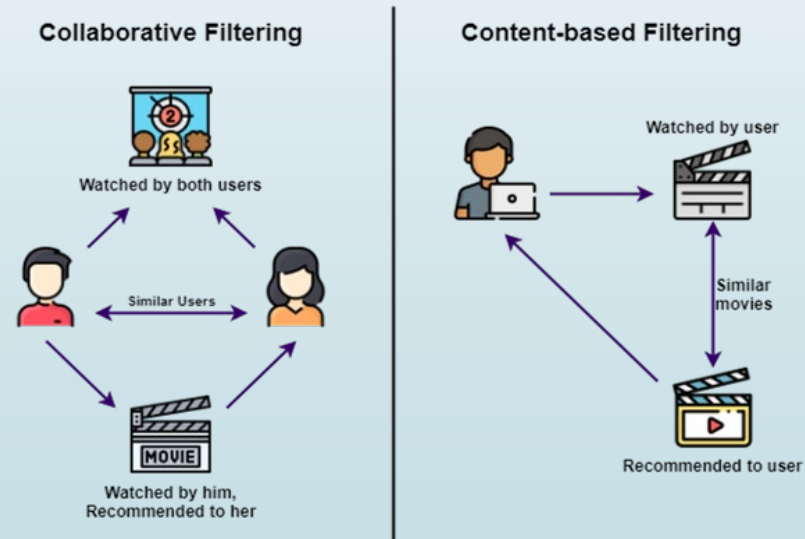 Collaborative Filtering
2
Watched by both users
Similar Users
MOVIE
Watched by him,
Recommended to her
Content-based Filtering
Watched by user
Similar
movies
Recommended to user